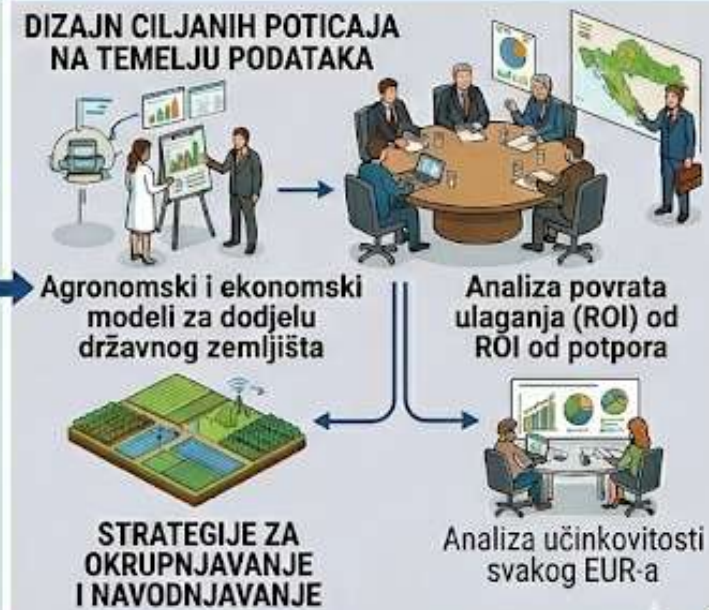 DIZAJN CILJANIH POTICAJA
NA TEMELJU PODATAKA
Agronomski i ekonomski
modeli za dodjelu
državnog zemljišta
Analiza povrata
ulaganja (ROI) od
ROI od potpora
STRATEGIJE ZA
OKRUPNJAVANJE
I NAVODNJAVANJE
Analiza učinkovitosti
svakog EUR-a